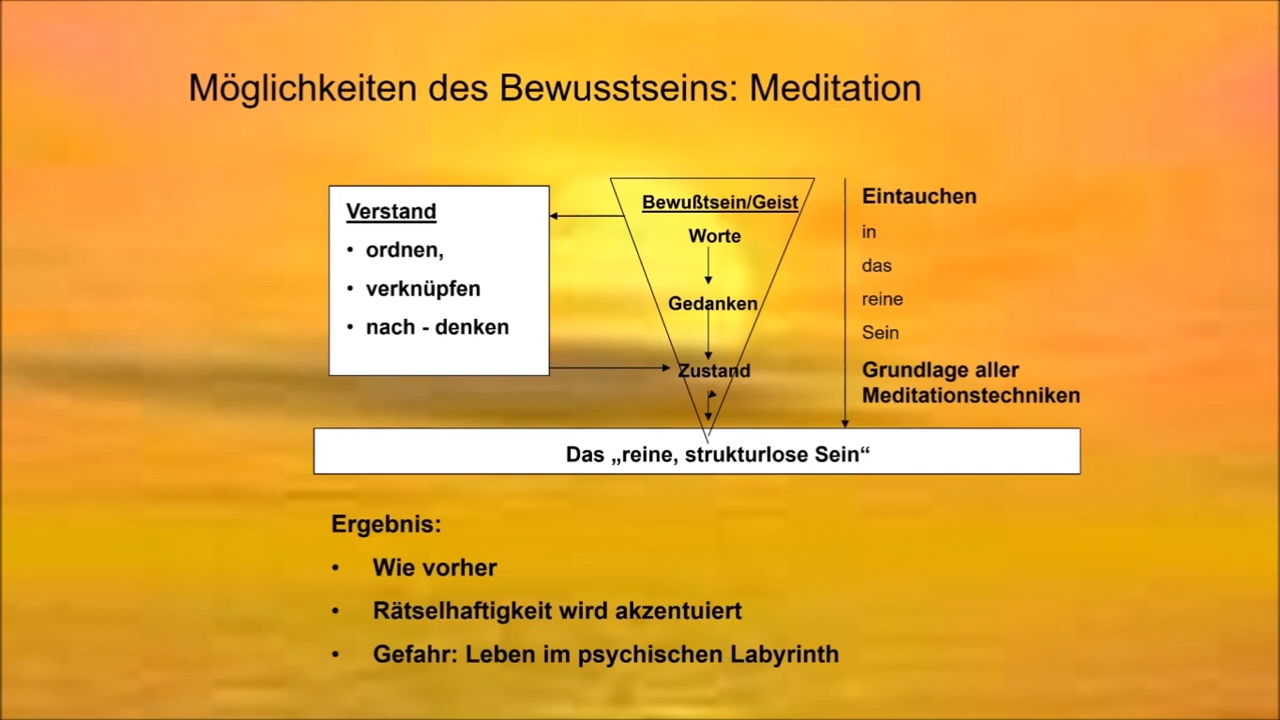 Möglichkeiten des Bewusstseins: Meditation
Verstand
• ordnen,
• verknüpfen
• nach - denken
Bewußtsein/Geist
Worte
Gedanken
Zustand
Eintauchen
in
das
reine
Sein
Grundlage aller
Meditationstechniken
Das „reine, strukturlose Sein“
Ergebnis:
• Wie vorher
• Rätselhaftigkeit wird akzentuiert
• Gefahr: Leben im psychischen Labyrinth